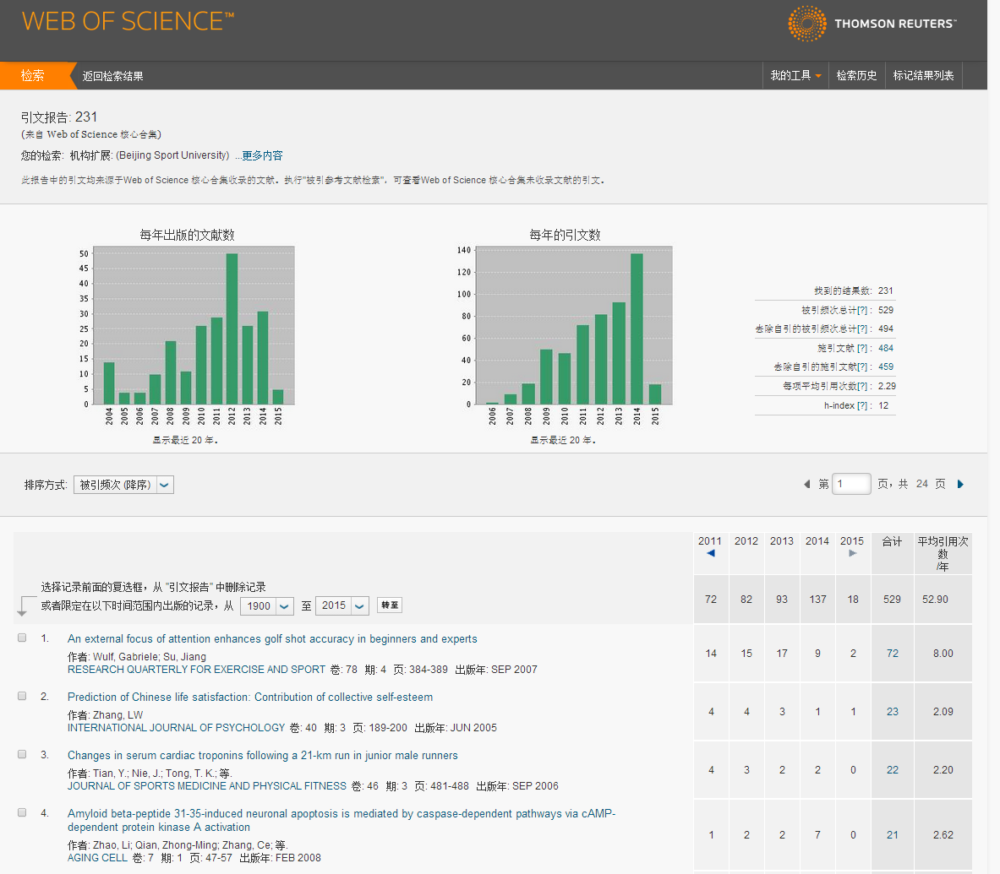 WEB OF SCIENCE™
THOMSON REUTERS™
检索
返回检索结果
我的工具
检索历史
标记结果列表
引文报告: 231
(来自 Web of Science 核心合集)
您的检索: 机构扩展: (Beijing Sport University) ...更多内容
此报告中的引文均来源于Web of Science 核心合集收录的文献。执行"被引参考文献检索"，可查看Web of Science 核心合集未收录文献的引文。
每年出版的文献数
50
45
40
35
30
25
20
15
10
5
0
2004 2005 2006 2007 2008 2009 2010 2011 2012 2013 2014 2015
显示最近 20 年。
每年的引文数
140
120
100
80
60
40
20
0
2006 2007 2008 2009 2010 2011 2012 2013 2014 2015
显示最近 20 年。
找到的结果数: 231
被引频次总计[?] : 529
去除自引的被引频次总计[?] : 494
施引文献 [?] : 484
去除自引的施引文献[?] : 459
每项平均引用次数[?] : 2.29
h-index [?] : 12
排序方式: 被引频次 (降序)
第 1 页，共 24 页
2011 2012 2013 2014 2015 合计 平均引用次
数
/年
选择记录前面的复选框，从 "引文报告" 中删除记录
或者限定在以下时间范围内出版的记录，从 1900 至 2015 转至
72 82 93 137 18 529 52.90
1. An external focus of attention enhances golf shot accuracy in beginners and experts
作者: Wulf, Gabriele; Su, Jiang
RESEARCH QUARTERLY FOR EXERCISE AND SPORT 卷: 78 期: 4 页: 384-389 出版年: SEP 2007
14 15 17 9 2 72 8.00
2. Prediction of Chinese life satisfaction: Contribution of collective self-esteem
作者: Zhang, LW
INTERNATIONAL JOURNAL OF PSYCHOLOGY 卷: 40 期: 3 页: 189-200 出版年: JUN 2005
4 4 3 1 1 23 2.09
3. Changes in serum cardiac troponins following a 21-km run in junior male runners
作者: Tian, Y.; Nie, J.; Tong, T. K.; 等.
JOURNAL OF SPORTS MEDICINE AND PHYSICAL FITNESS 卷: 46 期: 3 页: 481-488 出版年: SEP 2006
4 3 2 2 0 22 2.20
4. Amyloid beta-peptide 31-35-induced neuronal apoptosis is mediated by caspase-dependent pathways via cAMP-
dependent protein kinase A activation
作者: Zhao, Li; Qian, Zhong-Ming; Zhang, Ce; 等.
AGING CELL 卷: 7 期: 1 页: 47-57 出版年: FEB 2008
1 2 2 7 0 21 2.62